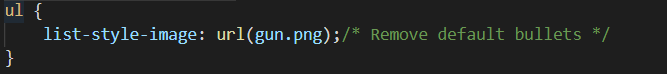 ul {
    list-style-image: url(gun.png);/* Remove default bullets */
}